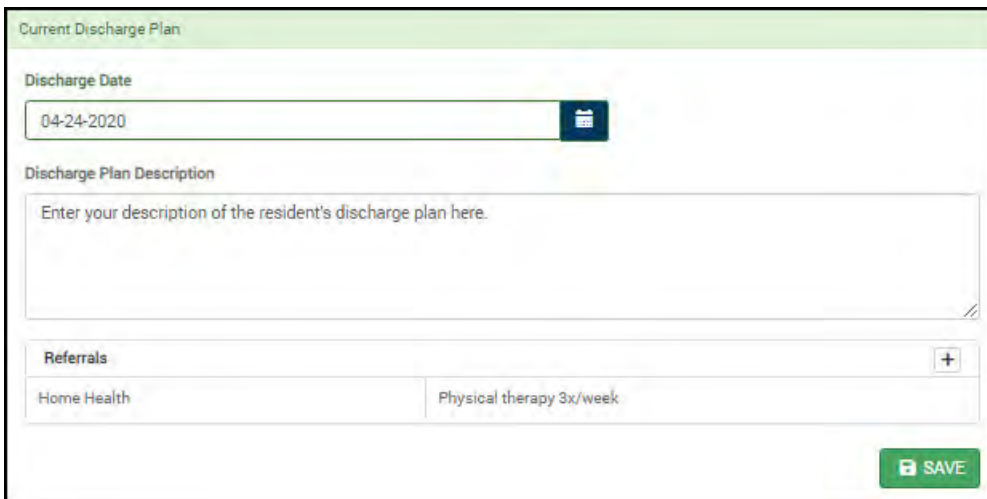 Current Discharge Plan
Discharge Date
04-24-2020
Discharge Plan Description
Enter your description of the resident's discharge plan here.
Referrals +
Home Health Physical therapy 3x/week
SAVE